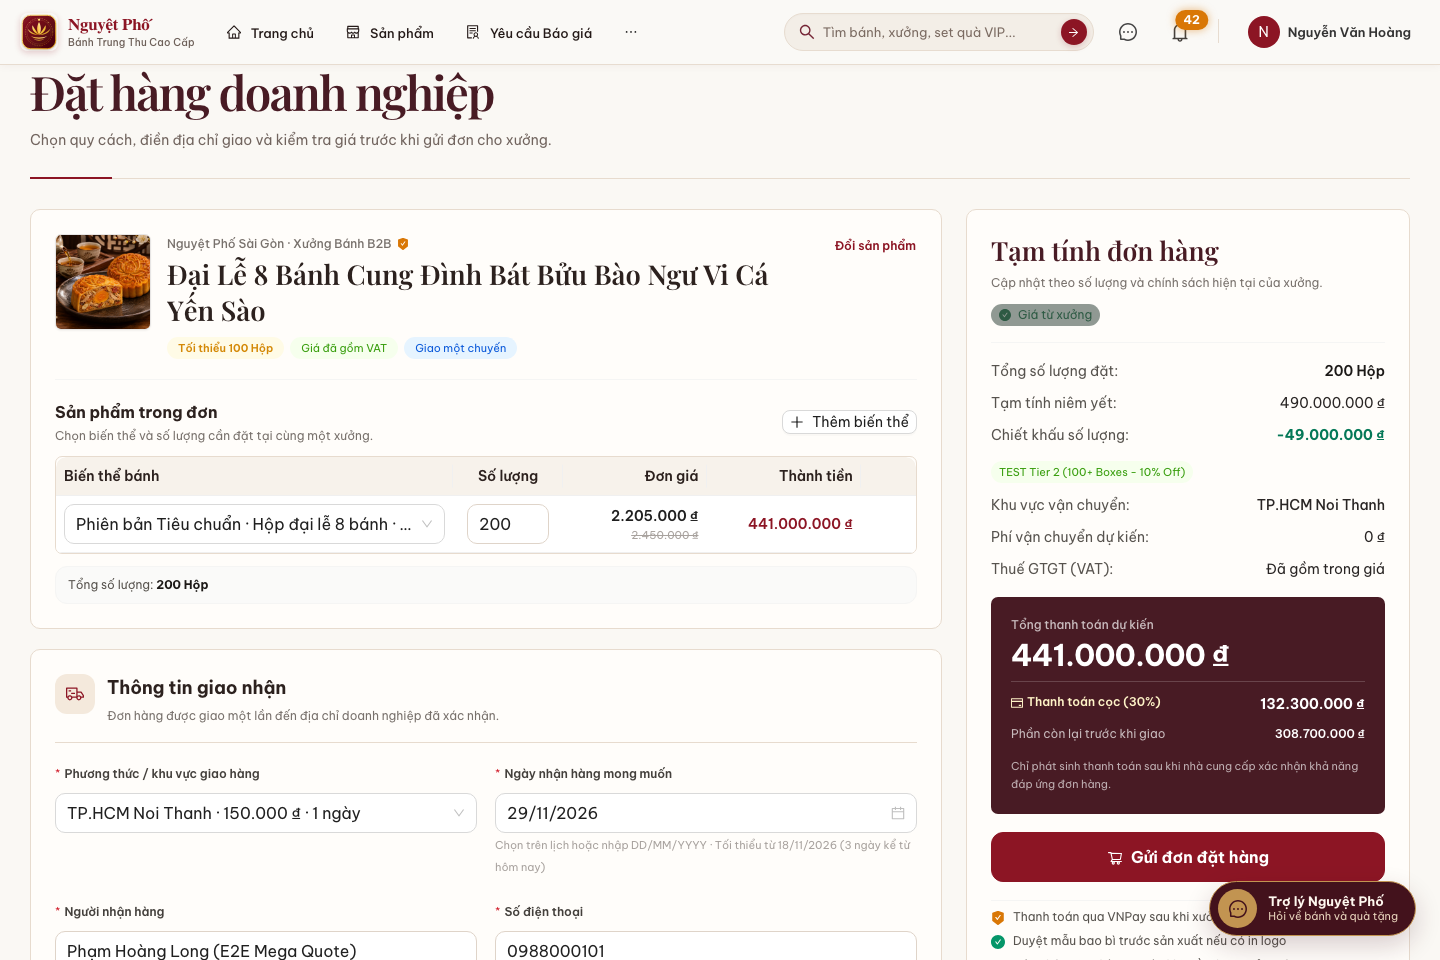 Nguyệt Phố
Bánh Trung Thu Cao Cấp
Trang chủ
Sản phẩm
Yêu cầu Báo giá
...
Tìm bánh, xưởng, set quà VIP...
42
N
Nguyễn Văn Hoàng
Đặt hàng doanh nghiệp
Chọn quy cách, điền địa chỉ giao và kiểm tra giá trước khi gửi đơn cho xưởng.
Nguyệt Phố Sài Gòn · Xưởng Bánh B2B
Đổi sản phẩm
Đại Lễ 8 Bánh Cung Đình Bát Bửu Bào Ngư Vi Cá
Yến Sào
Tối thiểu 100 Hộp
Giá đã gồm VAT
Giao một chuyến
Sản phẩm trong đơn
Chọn biến thể và số lượng cần đặt tại cùng một xưởng.
Thêm biến thể
Biến thể bánh
Số lượng
Đơn giá
Thành tiền
Phiên bản Tiêu chuẩn · Hộp đại lễ 8 bánh · ...
200
2.205.000 ₫
2.450.000 ₫
441.000.000 ₫
Tổng số lượng: 200 Hộp
Thông tin giao nhận
Đơn hàng được giao một lần đến địa chỉ doanh nghiệp đã xác nhận.
* Phương thức / khu vực giao hàng
TP.HCM Noi Thanh · 150.000 ₫ · 1 ngày
* Ngày nhận hàng mong muốn
29/11/2026
Chọn trên lịch hoặc nhập DD/MM/YYYY · Tối thiểu từ 18/11/2026 (3 ngày kể từ
hôm nay)
* Người nhận hàng
Phạm Hoàng Long (E2E Mega Quote)
* Số điện thoại
0988000101
Tạm tính đơn hàng
Cập nhật theo số lượng và chính sách hiện tại của xưởng.
Giá từ xưởng
Tổng số lượng đặt:
200 Hộp
Tạm tính niêm yết:
490.000.000 ₫
Chiết khấu số lượng:
-49.000.000 ₫
TEST Tier 2 (100+ Boxes - 10% Off)
Khu vực vận chuyển:
TP.HCM Noi Thanh
Phí vận chuyển dự kiến:
0 ₫
Thuế GTGT (VAT):
Đã gồm trong giá
Tổng thanh toán dự kiến
441.000.000 ₫
Thanh toán cọc (30%)
132.300.000 ₫
Phần còn lại trước khi giao
308.700.000 ₫
Chỉ phát sinh thanh toán sau khi nhà cung cấp xác nhận khả năng
đáp ứng đơn hàng.
Gửi đơn đặt hàng
Thanh toán qua VNPay sau khi
Duyệt mẫu bao bì trước sản xuất nếu có in logo
Trợ lý Nguyệt Phố
Hỏi về bánh và quà tặng